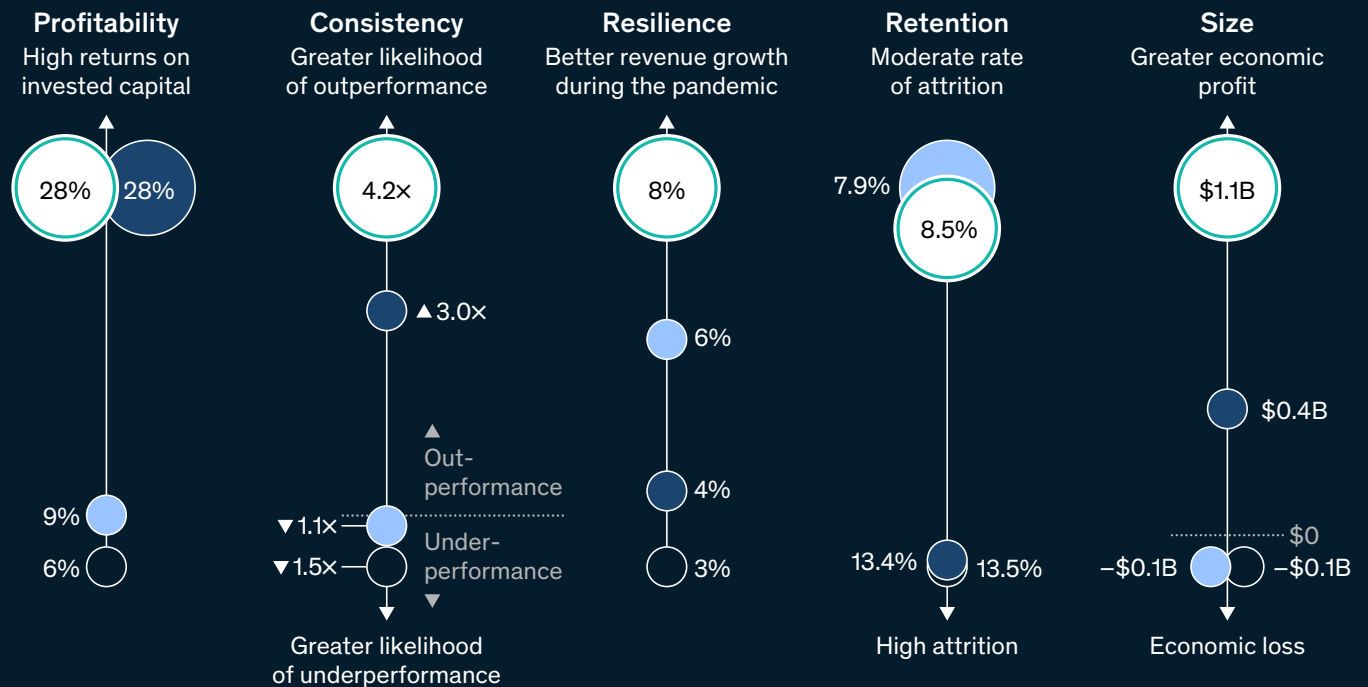 Profitability
High returns on
invested capital
28%
28%
9%
6%
Consistency
Greater likelihood
of outperformance
4.2×
▲3.0×
▲
Out-
performance
▼1.1×
▼1.5×
Under-
performance
▼
Greater likelihood
of underperformance
Resilience
Better revenue growth
during the pandemic
8%
6%
4%
3%
Retention
Moderate rate
of attrition
7.9%
8.5%
13.4%
13.5%
High attrition
Size
Greater economic
profit
$1.1B
$0.4B
$0
–$0.1B
–$0.1B
Economic loss